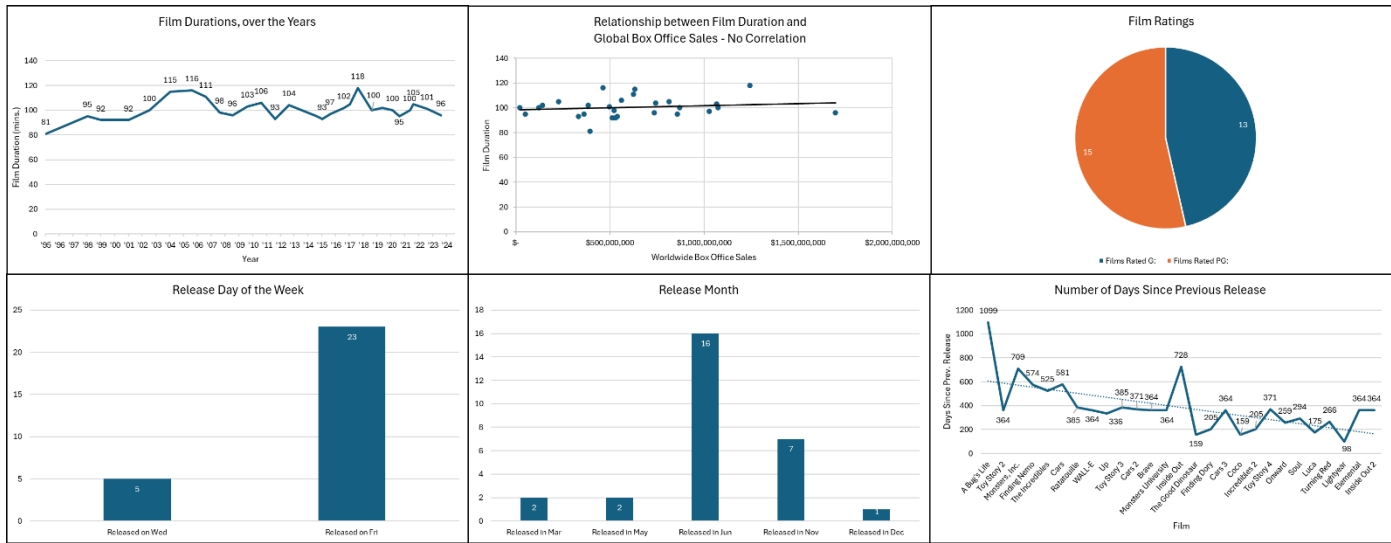 Film Durations, over the Years
140
120
100
80
60
40
20
0
Film Duration (mins.)
81
95
92
92
100
115
116
111
98
96
103
106
93
104
93
97
102
118
100
100
95
100
105
101
96
'95 '96 '97 '98 '99 '00 '01 '02 '03 '04 '05 '06 '07 '08 '09 '10 '11 '12 '13 '14 '15 '16 '17 '18 '19 '20 '21 '22 '23 '24
Year
Relationship between Film Duration and
Global Box Office Sales - No Correlation
140
120
100
80
60
40
20
0
Film Duration
$- $500,000,000 $1,000,000,000 $1,500,000,000 $2,000,000,000
Worldwide Box Office Sales
Film Ratings
15
13
Films Rated G: Films Rated PG:
Release Day of the Week
25
20
15
10
5
0
5
23
Released on Wed Released on Fri
Release Month
18
16
14
12
10
8
6
4
2
0
2
2
16
7
1
Released in Mar Released in May Released in Jun Released in Nov Released in Dec
Number of Days Since Previous Release
1200
1000
800
600
400
200
0
Days Since Prev. Release
1099
364
709
574
525
581
385
364
336
385
371
364
364
728
159
205
364
159
205
371
259
294
175
266
98
364
364
A Bug's Life
Toy Story 2
Monsters, Inc.
Finding Nemo
The Incredibles
Cars
Ratatouille
WALL-E
Up
Toy Story 3
Cars 2
Brave
Monsters University
Inside Out
The Good Dinosaur
Finding Dory
Cars 3
Coco
Incredibles 2
Toy Story 4
Onward
Soul
Luca
Turning Red
Lightyear
Elemental
Inside Out 2
Film